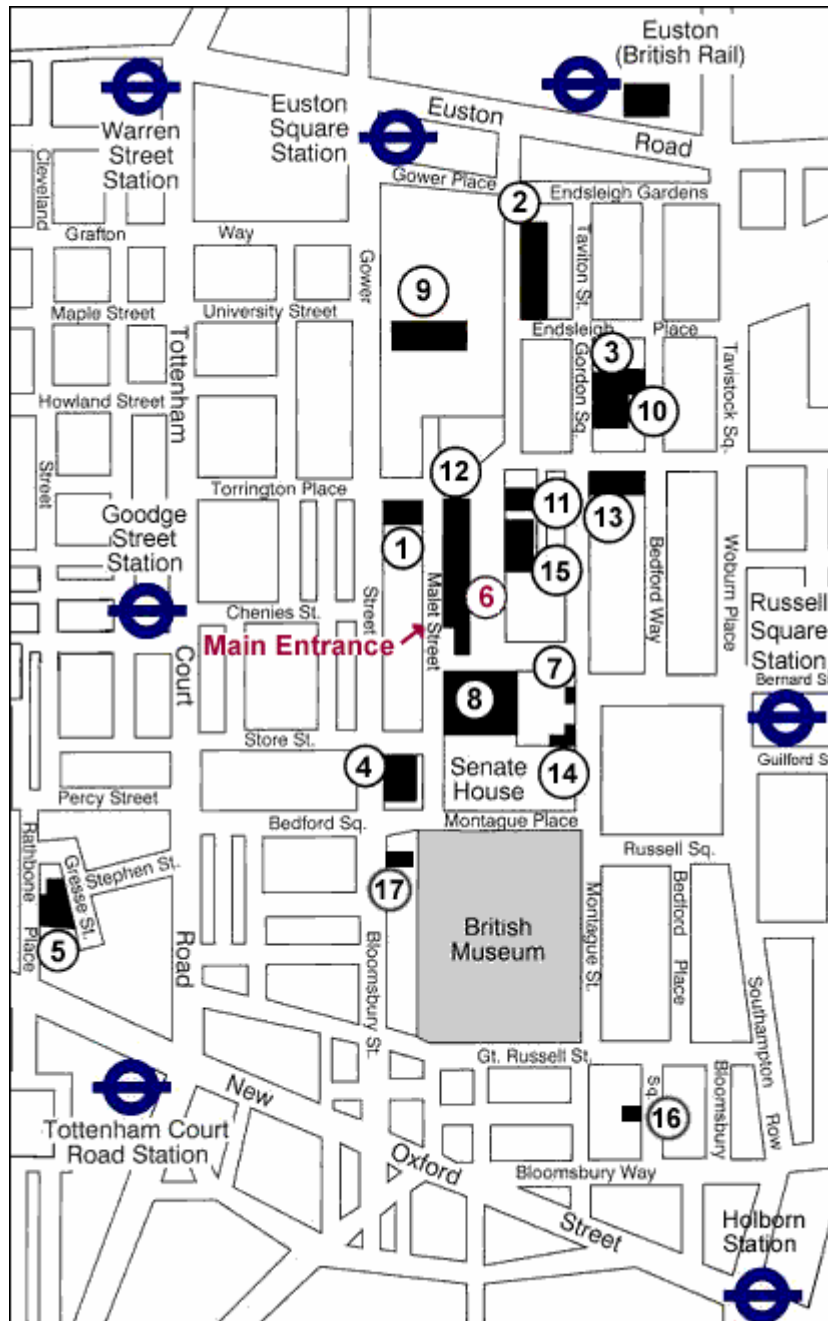 Euston
(British Rail)
Warren
Street
Station
Euston
Square
Station
Euston
Road
Cleveland
Gower Place
Endsleigh Gardens
2
Grafton
Way
Gower
Taviton St.
9
Maple Street
University Street
Endsleigh
Place
Tottenham
3
Gordon Sq.
Tavistock Sq.
Howland Street
10
Street
12
Torrington Place
Goodge
Street
Station
11
13
1
Bedford Way
Woburn Place
15
Street
Malet Street
6
Chenies St.
Russell
Square
Station
Main Entrance
Court
7
Bernard St
8
Store St.
4
Guilford S
14
Senate
House
Percy Street
Bedford Sq.
Montague Place
Rathbone
Place
Gresse St.
Stephen St.
Russell Sq.
17
British
Museum
Montague St.
Bedford
Place
5
Road
Bloomsbury St.
Southampton
Row
Gt. Russell St.
New
Sq.
16
Bloomsbury
Tottenham Court
Road Station
Oxford
Bloomsbury Way
Street
Holborn
Station